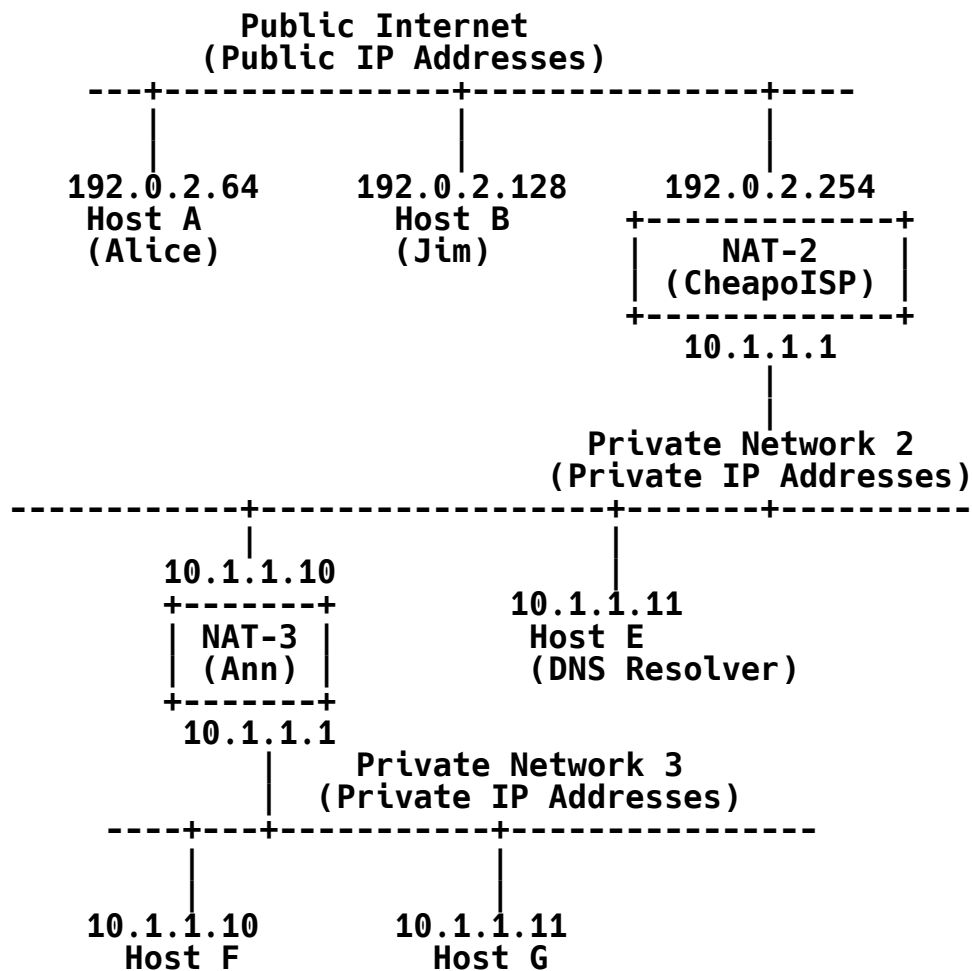 Public Internet
(Public IP Addresses)
---+---------------+---------------+----
|               |               |
|               |               |
192.0.2.64     192.0.2.128     192.0.2.254
Host A          Host B      +-------------+
(Alice)         (Jim)       |    NAT-2    |
| (CheapoISP) |
+-------------+
10.1.1.1
|
|
Private Network 2
(Private IP Addresses)
------------+------------------+-------+----------
|                  |
10.1.1.10             |
+-------+         10.1.1.11
| NAT-3 |          Host E
| (Ann) |          (DNS Resolver)
+-------+
10.1.1.1
|    Private Network 3
|  (Private IP Addresses)
----+---+-----------+----------------
|               |
|               |
10.1.1.10       10.1.1.11
Host F          Host G